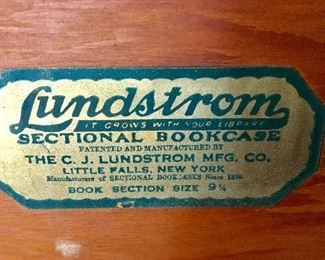 Lundstrom
IT GROWS WITH YOUR LIBRARY
SECTIONAL BOOKCASE
PATENTED AND MANUFACTURED BY
THE C. J. LUNDSTROM MFG. CO.
LITTLE FALLS, NEW YORK
Manufacturers of SECTIONAL BOOKCASES Since 1899
BOOK SECTION SIZE 9¼